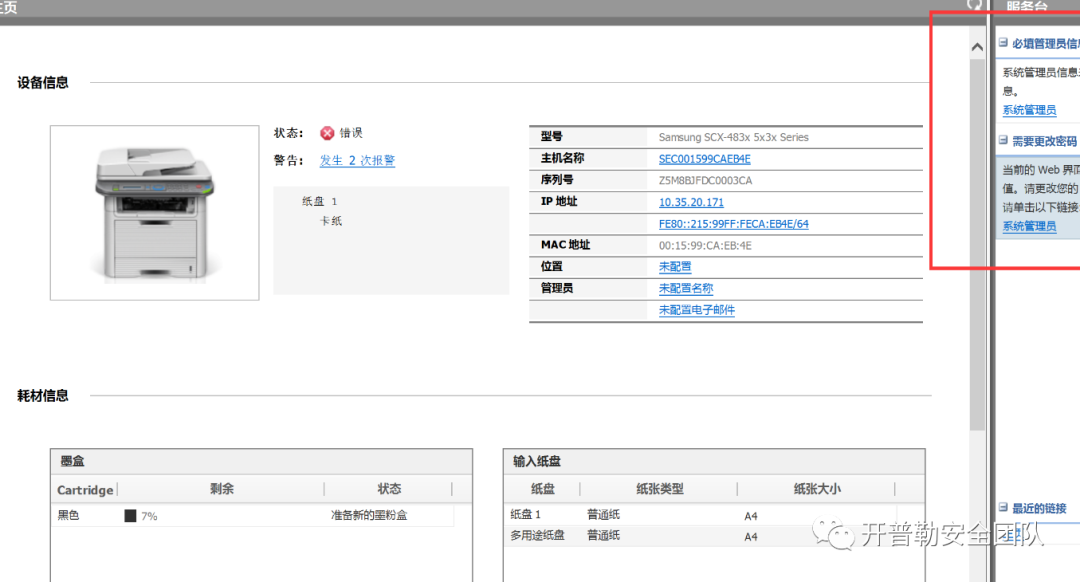 主页
服务台
设备信息
状态: 错误
警告: 发生 2 次报警
纸盘 1
卡纸
型号 Samsung SCX-483x 5x3x Series
主机名称 SEC001599CAEB4E
序列号 Z5M8BJFDC0003CA
IP 地址 10.35.20.171
FE80::215:99FF:FECA:EB4E/64
MAC 地址 00:15:99:CA:EB:4E
位置 未配置
管理员 未配置名称
未配置电子邮件
必填管理员信
系统管理员信息
息。
系统管理员
需要更改密码
当前的 Web 界
值。请更改您的
请单击以下链接
系统管理员
耗材信息
墨盒
Cartridge 剩余 状态
黑色 7% 准备新的墨粉盒
输入纸盘
纸盘 纸张类型 纸张大小
纸盘 1 普通纸 A4
多用途纸盘 普通纸 A4
最近的链接
开普勒安全团队